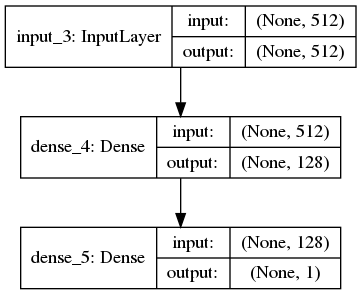 input_3: InputLayer
input: (None, 512)
output: (None, 512)
dense_4: Dense
input: (None, 512)
output: (None, 128)
dense_5: Dense
input: (None, 128)
output: (None, 1)